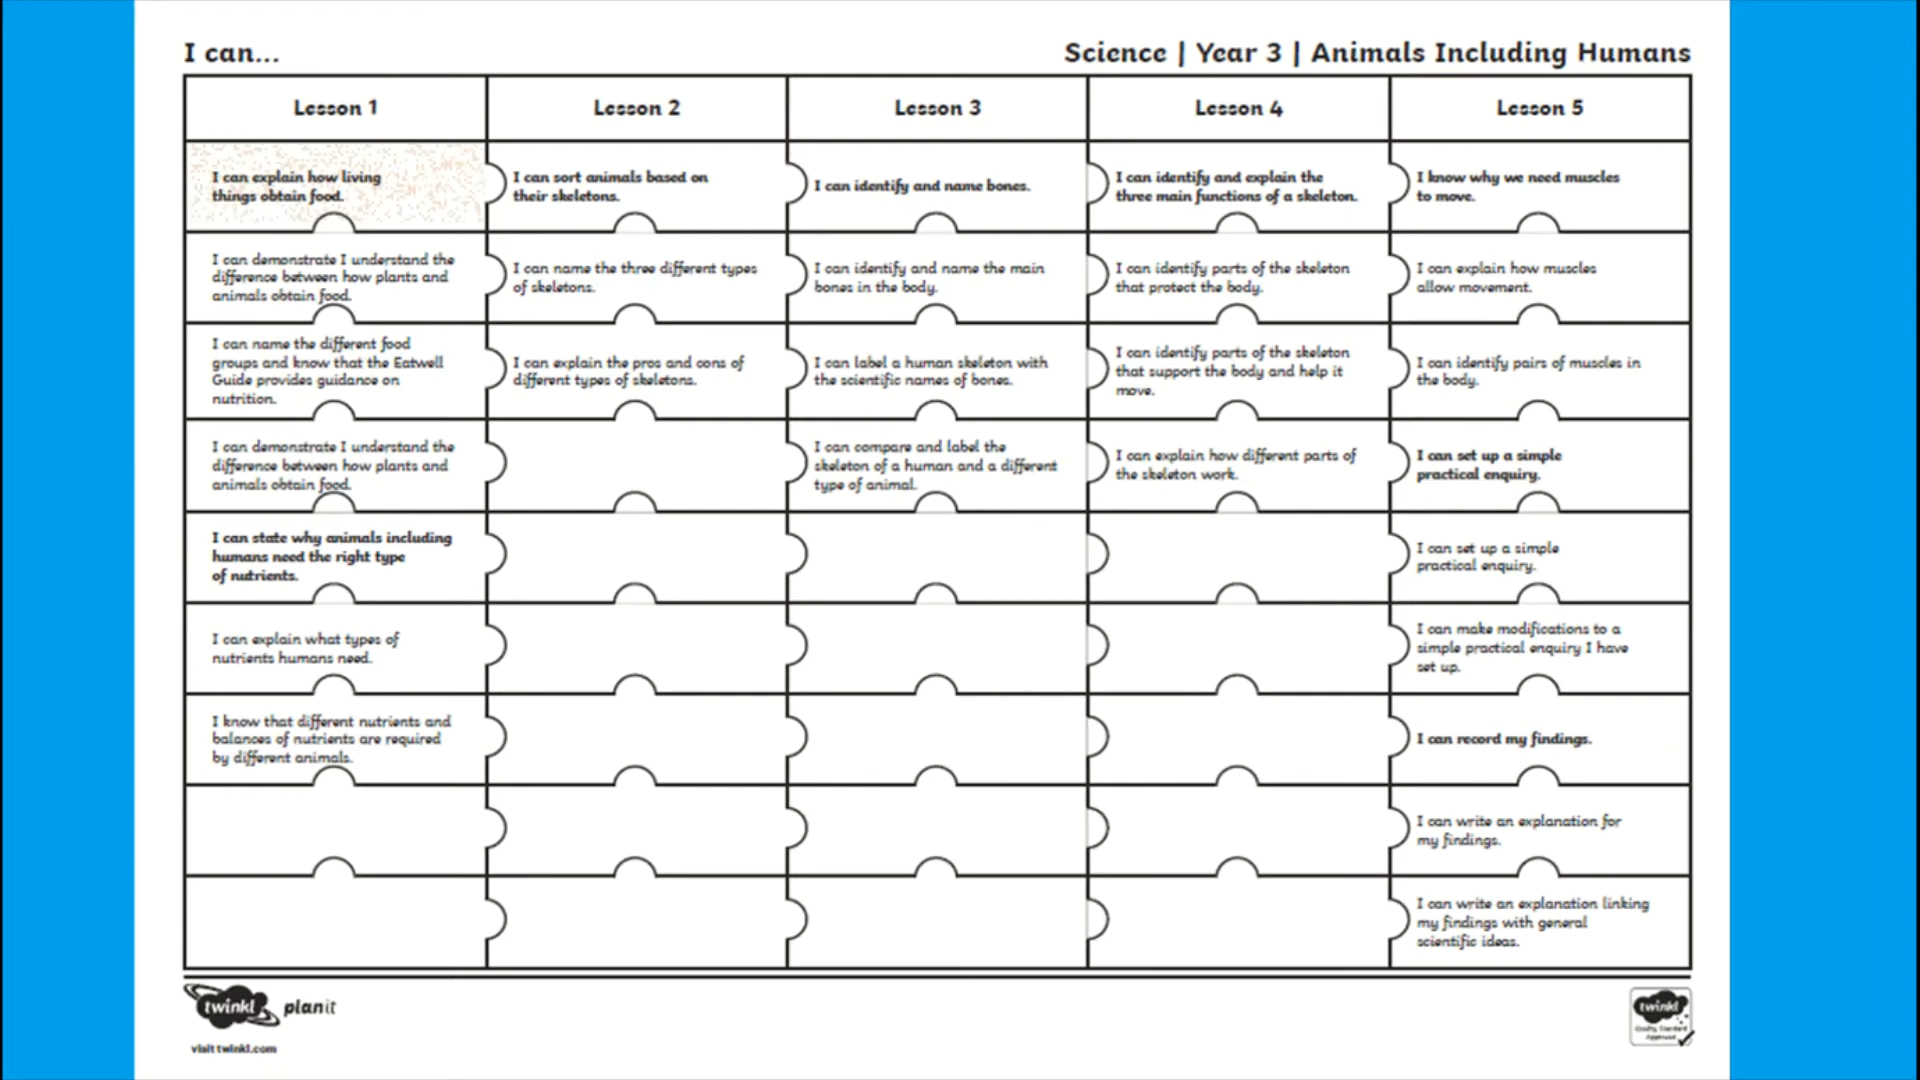 I can...
Science | Year 3 | Animals Including Humans
Lesson 1
Lesson 2
Lesson 3
Lesson 4
Lesson 5
I can explain how living
things obtain food.
I can sort animals based on
their skeletons.
I can identify and name bones.
I can identify and explain the
three main functions of a skeleton.
I know why we need muscles
to move.
I can demonstrate I understand the
difference between how plants and
animals obtain food.
I can name the three different types
of skeletons.
I can identify and name the main
bones in the body.
I can identify parts of the skeleton
that protect the body.
I can explain how muscles
allow movement.
I can name the different food
groups and know that the Eatwell
Guide provides guidance on
nutrition.
I can explain the pros and cons of
different types of skeletons.
I can label a human skeleton with
the scientific names of bones.
I can identify parts of the skeleton
that support the body and help it
move.
I can identify pairs of muscles in
the body.
I can demonstrate I understand the
difference between how plants and
animals obtain food.
I can compare and label the
skeleton of a human and a different
type of animal.
I can explain how different parts of
the skeleton work.
I can set up a simple
practical enquiry.
I can state why animals including
humans need the right type
of nutrients.
I can set up a simple
practical enquiry.
I can explain what types of
nutrients humans need.
I can make modifications to a
simple practical enquiry I have
set up.
I know that different nutrients and
balances of nutrients are required
by different animals.
I can record my findings.
I can write an explanation for
my findings.
I can write an explanation linking
my findings with general
scientific ideas.
twinkl planit
visit twinkl.com
twinkl
Quality Standard
Approved